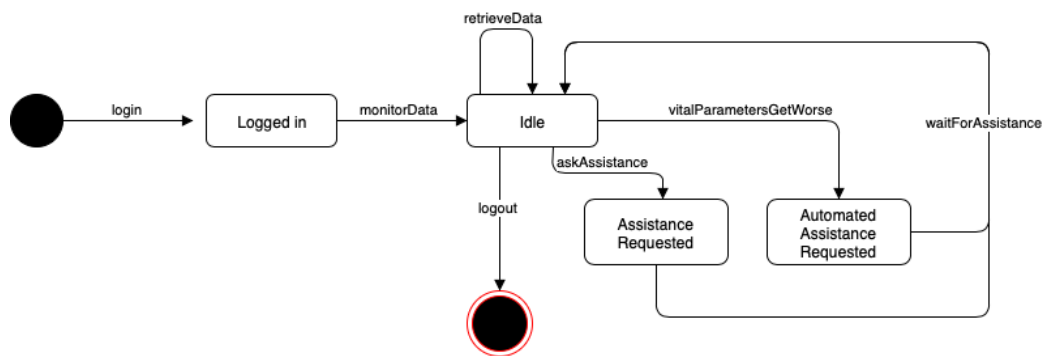 retrieveData
login
Logged in
monitorData
Idle
vitalParametersGetWorse
waitForAssistance
askAssistance
logout
Assistance
Requested
Automated
Assistance
Requested